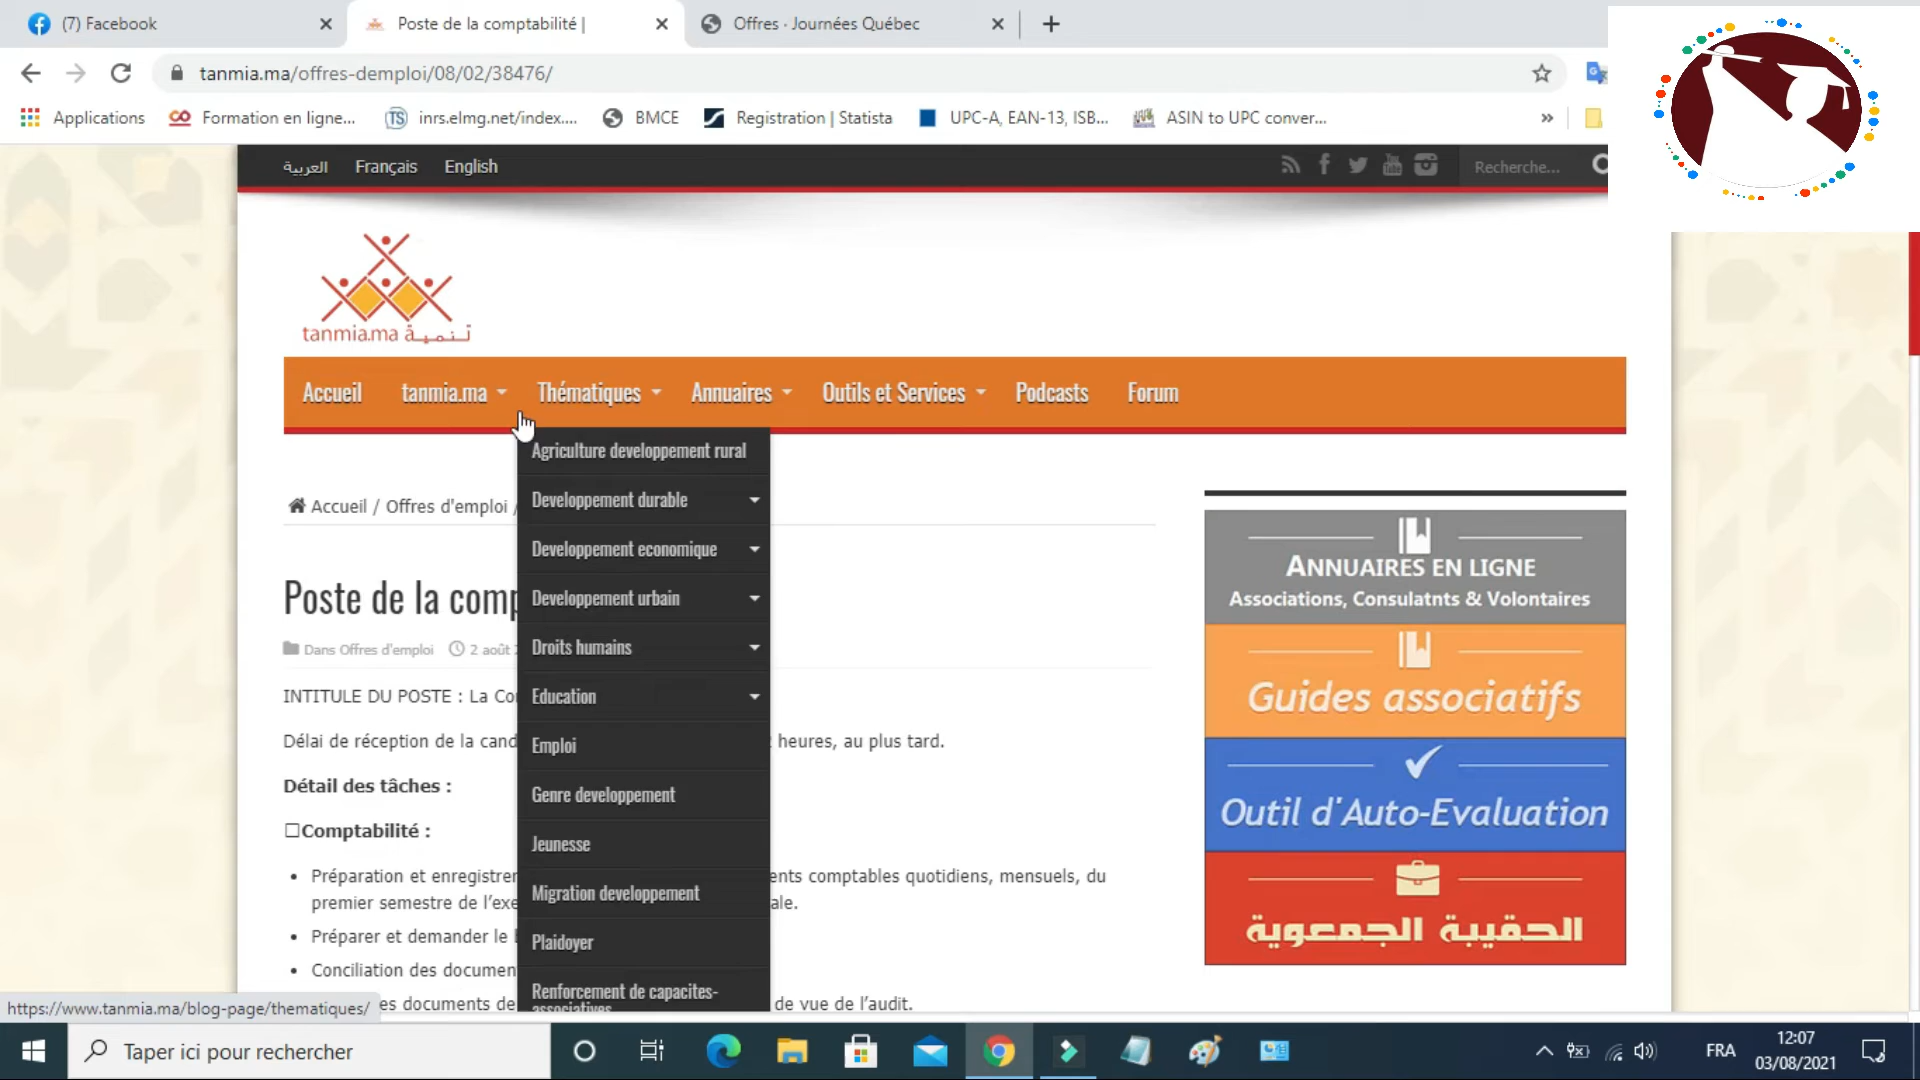 (7) Facebook
Poste de la comptabilité |
Offres · Journées Québec
tanmia.ma/offres-demploi/08/02/38476/
Applications
Formation en ligne...
TS
inrs.elmg.net/index....
BMCE
Registration | Statista
UPC-A, EAN-13, ISB...
ASIN to UPC conver...
»
العربية
Français
English
Recherche...
tanmia.ma تنمية
Accueil
tanmia.ma
Thématiques
Annuaires
Outils et Services
Podcasts
Forum
Agriculture developpement rural
Developpement durable
Developpement economique
Developpement urbain
Droits humains
Education
Emploi
Genre developpement
Jeunesse
Migration developpement
Plaidoyer
Renforcement de capacites-
associatives
Accueil / Offres d'emploi /
Poste de la comp
Dans Offres d'emploi
2 août
INTITULE DU POSTE : La Co
Délai de réception de la cand
heures, au plus tard.
Détail des tâches :
☐Comptabilité :
• Préparation et enregistrer
ents comptables quotidiens, mensuels, du
premier semestre de l'exe
ale.
• Préparer et demander le
• Conciliation des documen
es documents de
de vue de l'audit.
ANNUAIRES EN LIGNE
Associations, Consulatnts & Volontaires
Guides associatifs
Outil d'Auto-Evaluation
الحقيبة الجمعوية
https://www.tanmia.ma/blog-page/thematiques/
Taper ici pour rechercher
FRA
12:07
03/08/2021